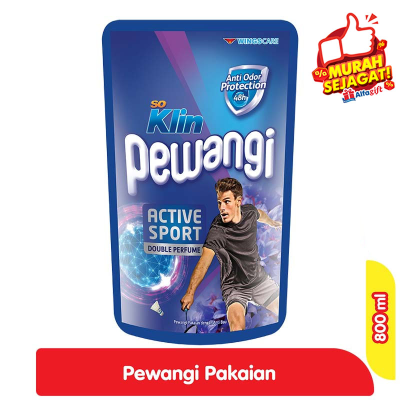 WINGSCARE
MURAH
SEJAGAT!
Alfagift
Anti Odor
Protection
48h
SO
Klin
Pewangi
ACTIVE
SPORT
DOUBLE PERFUME
800 ml
Pewangi Pakaian